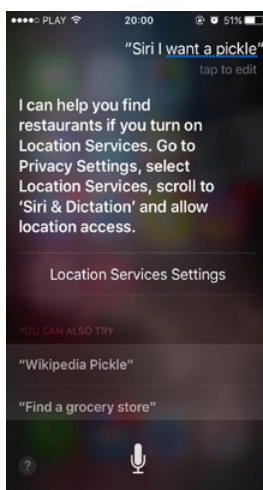 PLAY 20:00 51%
"Siri I want a pickle"
tap to edit
I can help you find
restaurants if you turn on
Location Services. Go to
Privacy Settings, select
Location Services, scroll to
‘Siri & Dictation’ and allow
location access.
Location Services Settings
YOU CAN ALSO TRY
"Wikipedia Pickle"
"Find a grocery store"
?